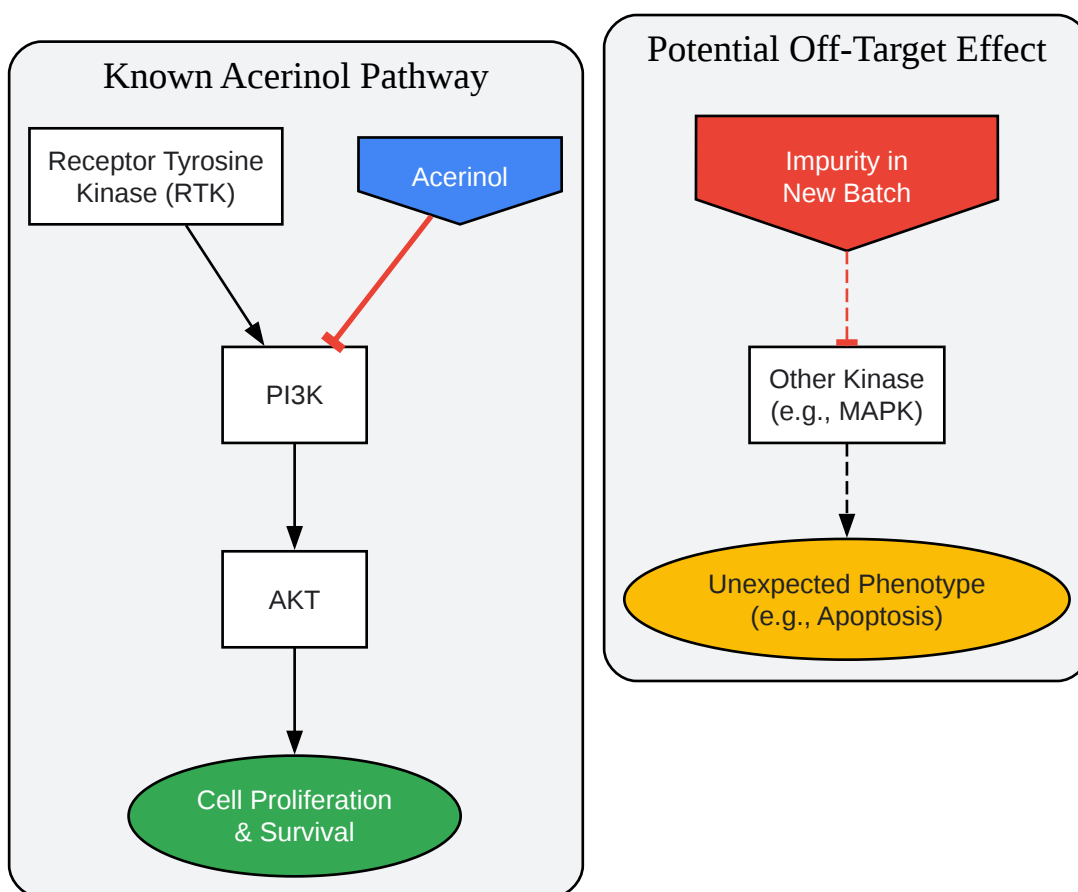 Known Acerinol Pathway
Receptor Tyrosine
Kinase (RTK)
Acerinol
PI3K
AKT
Cell Proliferation
& Survival
Potential Off-Target Effect
Impurity in
New Batch
Other Kinase
(e.g., MAPK)
Unexpected Phenotype
(e.g., Apoptosis)